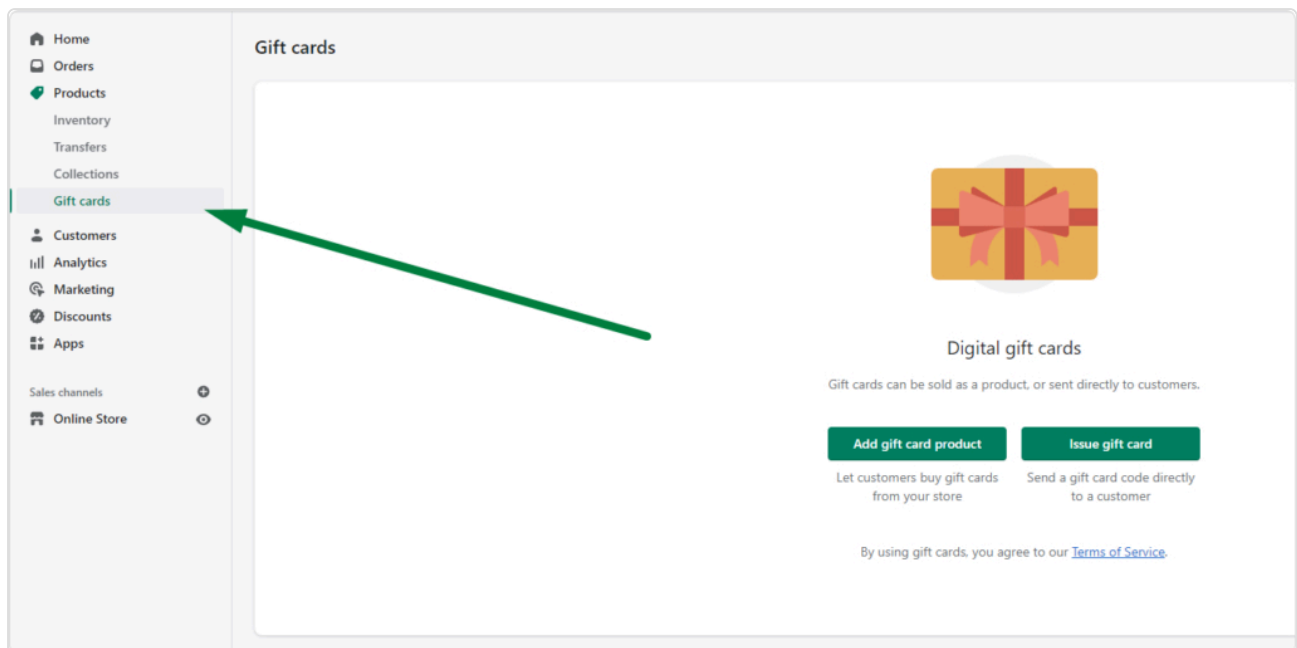 Home
Orders
Products
Inventory
Transfers
Collections
Gift cards
Customers
Analytics
Marketing
Discounts
Apps
Sales channels
Online Store
Gift cards
Digital gift cards
Gift cards can be sold as a product, or sent directly to customers.
Add gift card product
Let customers buy gift cards
from your store
Issue gift card
Send a gift card code directly
to a customer
By using gift cards, you agree to our Terms of Service.